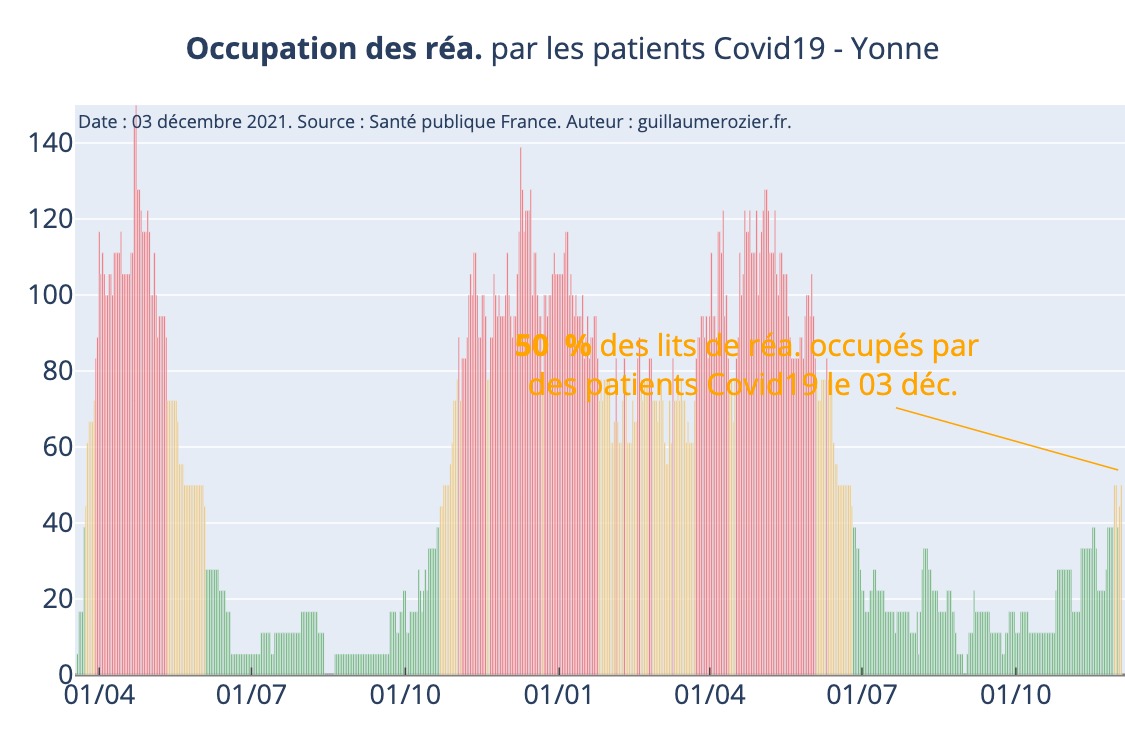 Occupation des réa. par les patients Covid19 - Yonne
Date : 03 décembre 2021. Source : Santé publique France. Auteur : guillaumerozier.fr.
140
120
100
80
60
40
20
0
50 % des lits de réa. occupés par
des patients Covid19 le 03 déc.
01/04 01/07 01/10 01/01 01/04 01/07 01/10